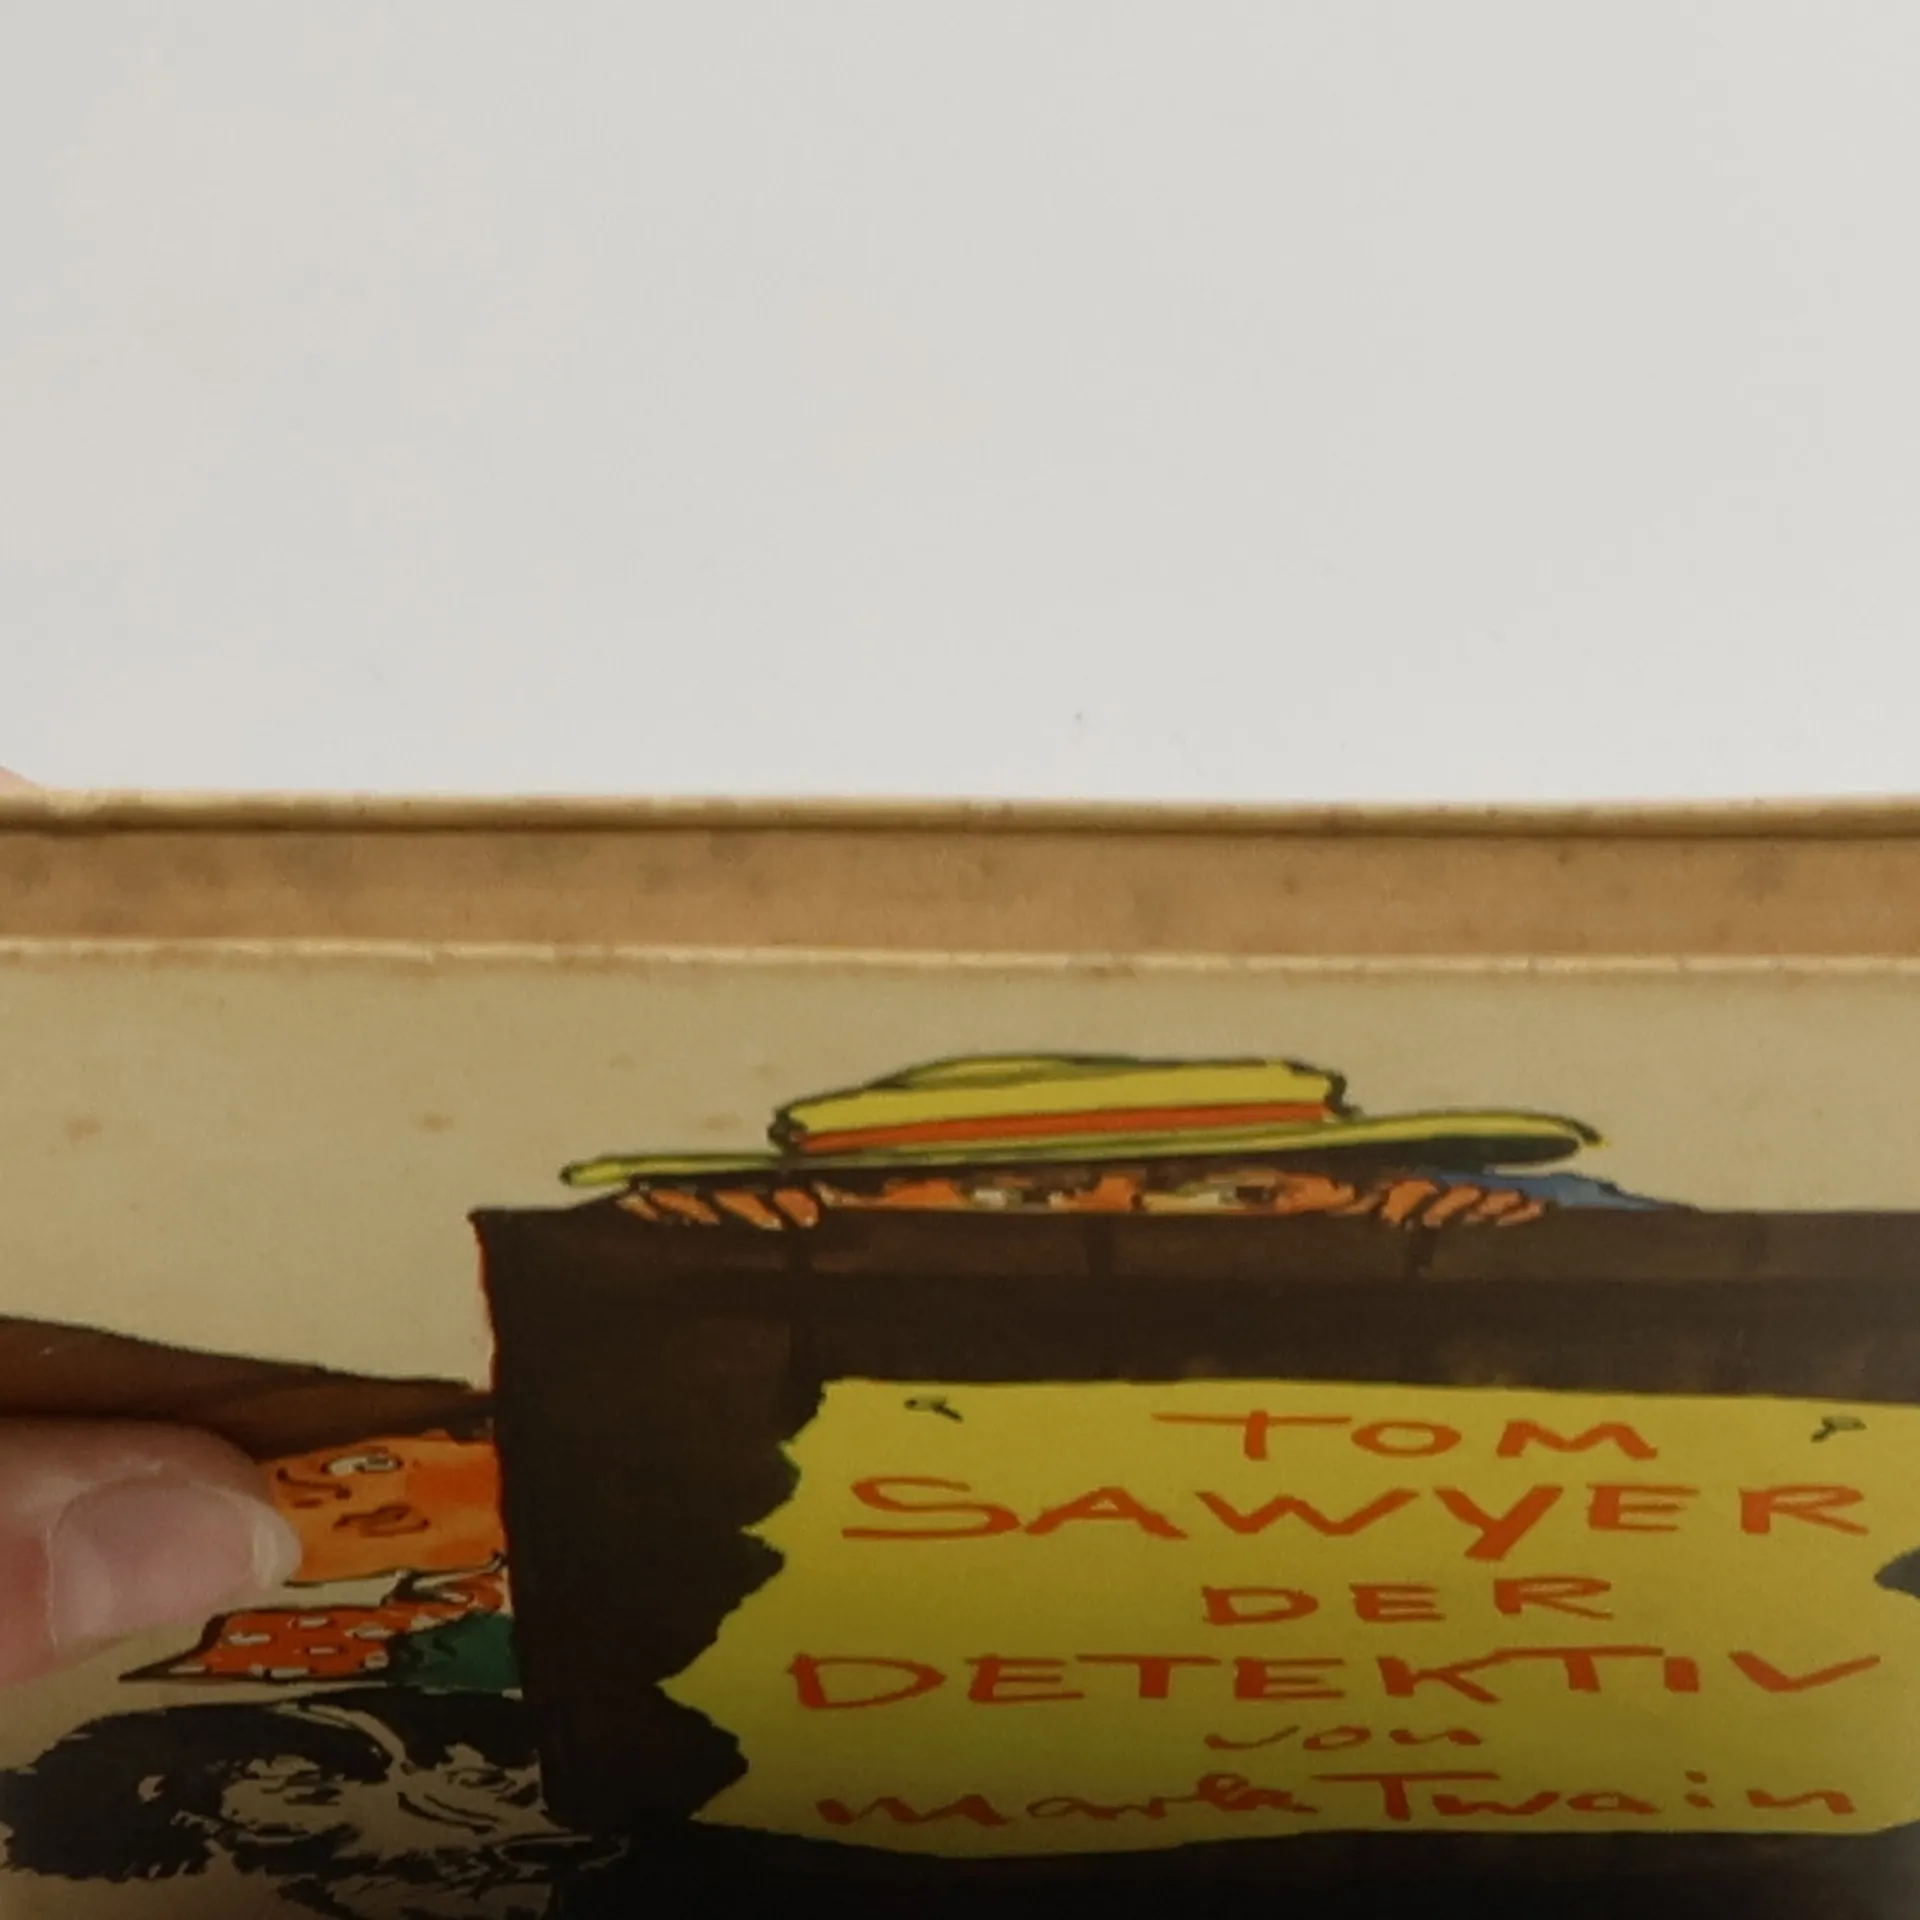 TOM
SAWYER
DER
DETEKTIV
von
Mark Twain